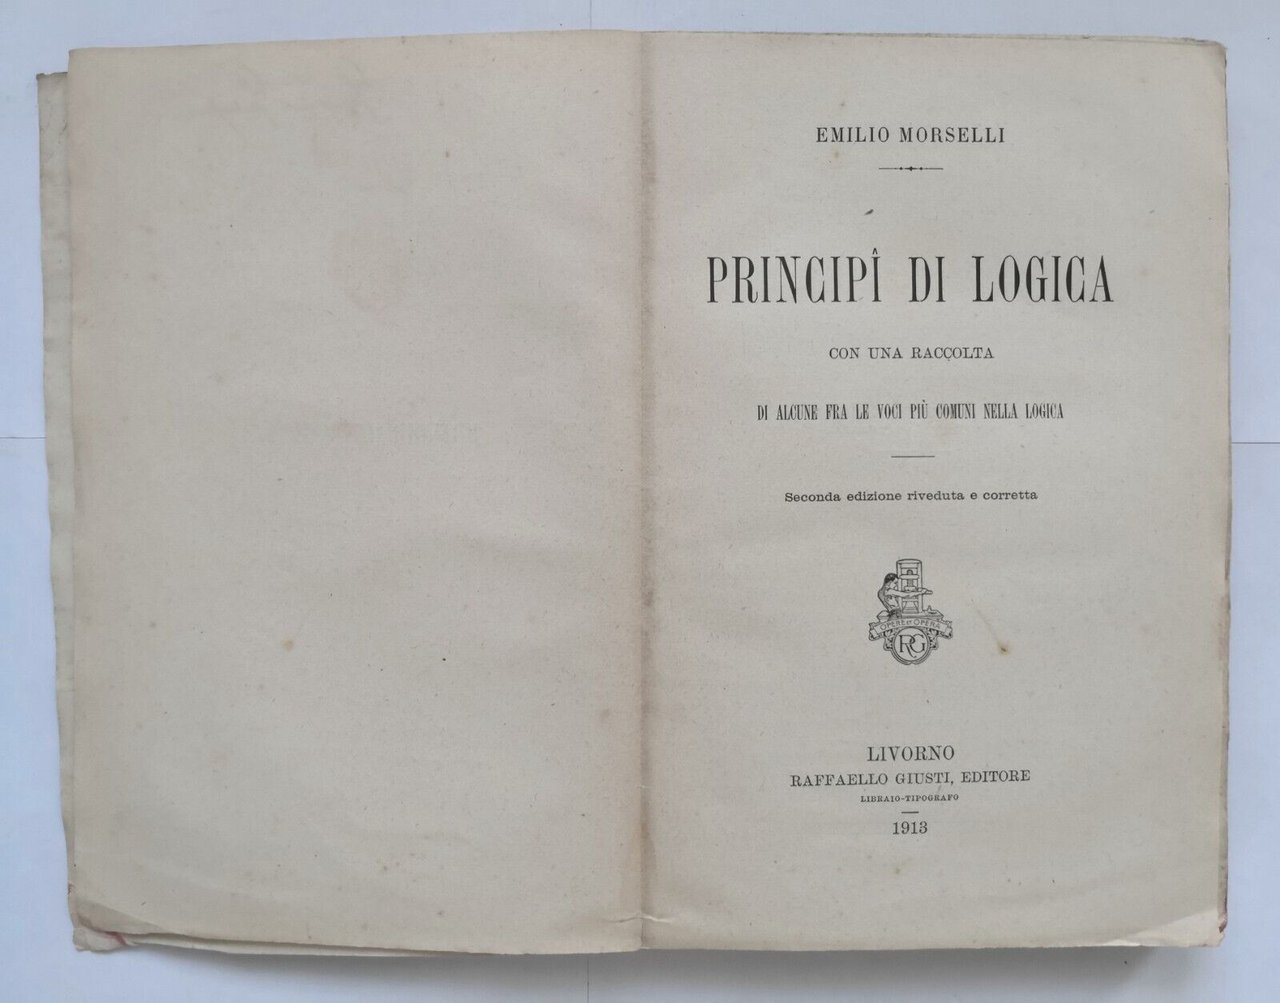 EMILIO MORSELLI
PRINCIPÎ DI LOGICA
CON UNA RACCOLTA
DI ALCUNE FRA LE VOCI PIÙ COMUNI NELLA LOGICA
Seconda edizione riveduta e corretta
OPERE ET OPERA
RG
LIVORNO
RAFFAELLO GIUSTI, EDITORE
LIBRAIO-TIPOGRAFO
1913